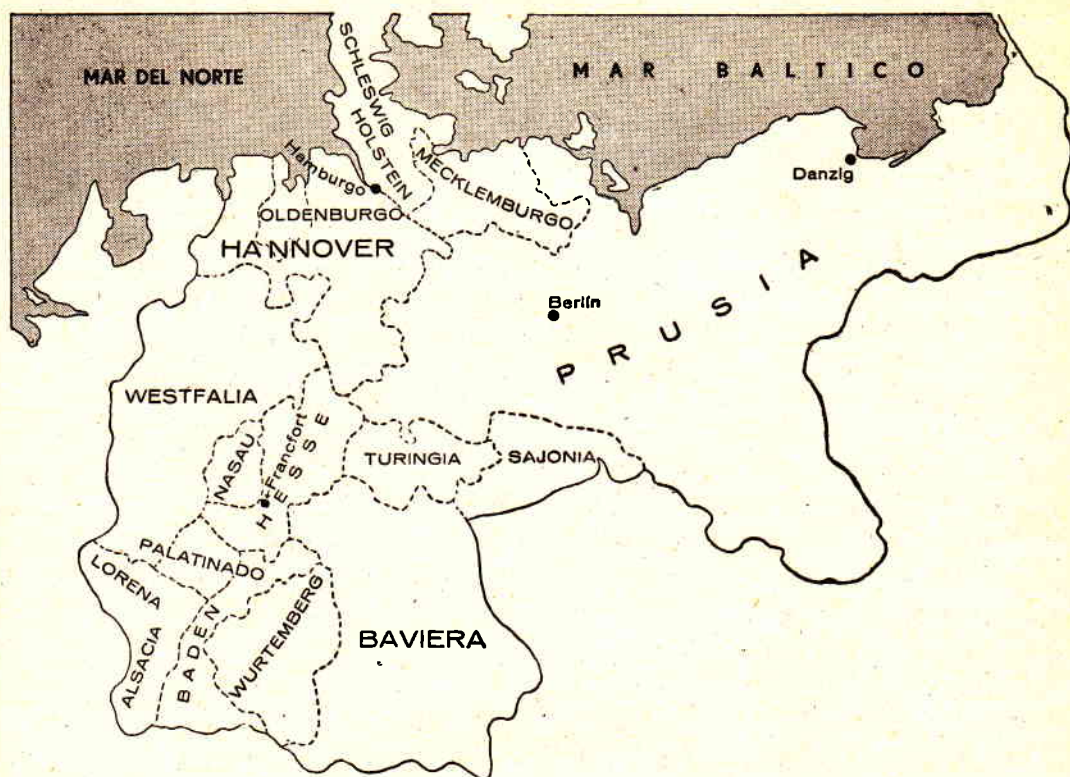 MAR DEL NORTE
MAR BALTICO
SCHLESWIG
HOLSTEIN
MECKLEMBURGO
Hamburgo
Danzig
OLDENBURGO
HANNOVER
PRUSIA
Berlín
WESTFALIA
NASAU
Francfort
HESSE
TURINGIA
SAJONIA
PALATINADO
LORENA
ALSACIA
BADEN
WURTEMBERG
BAVIERA